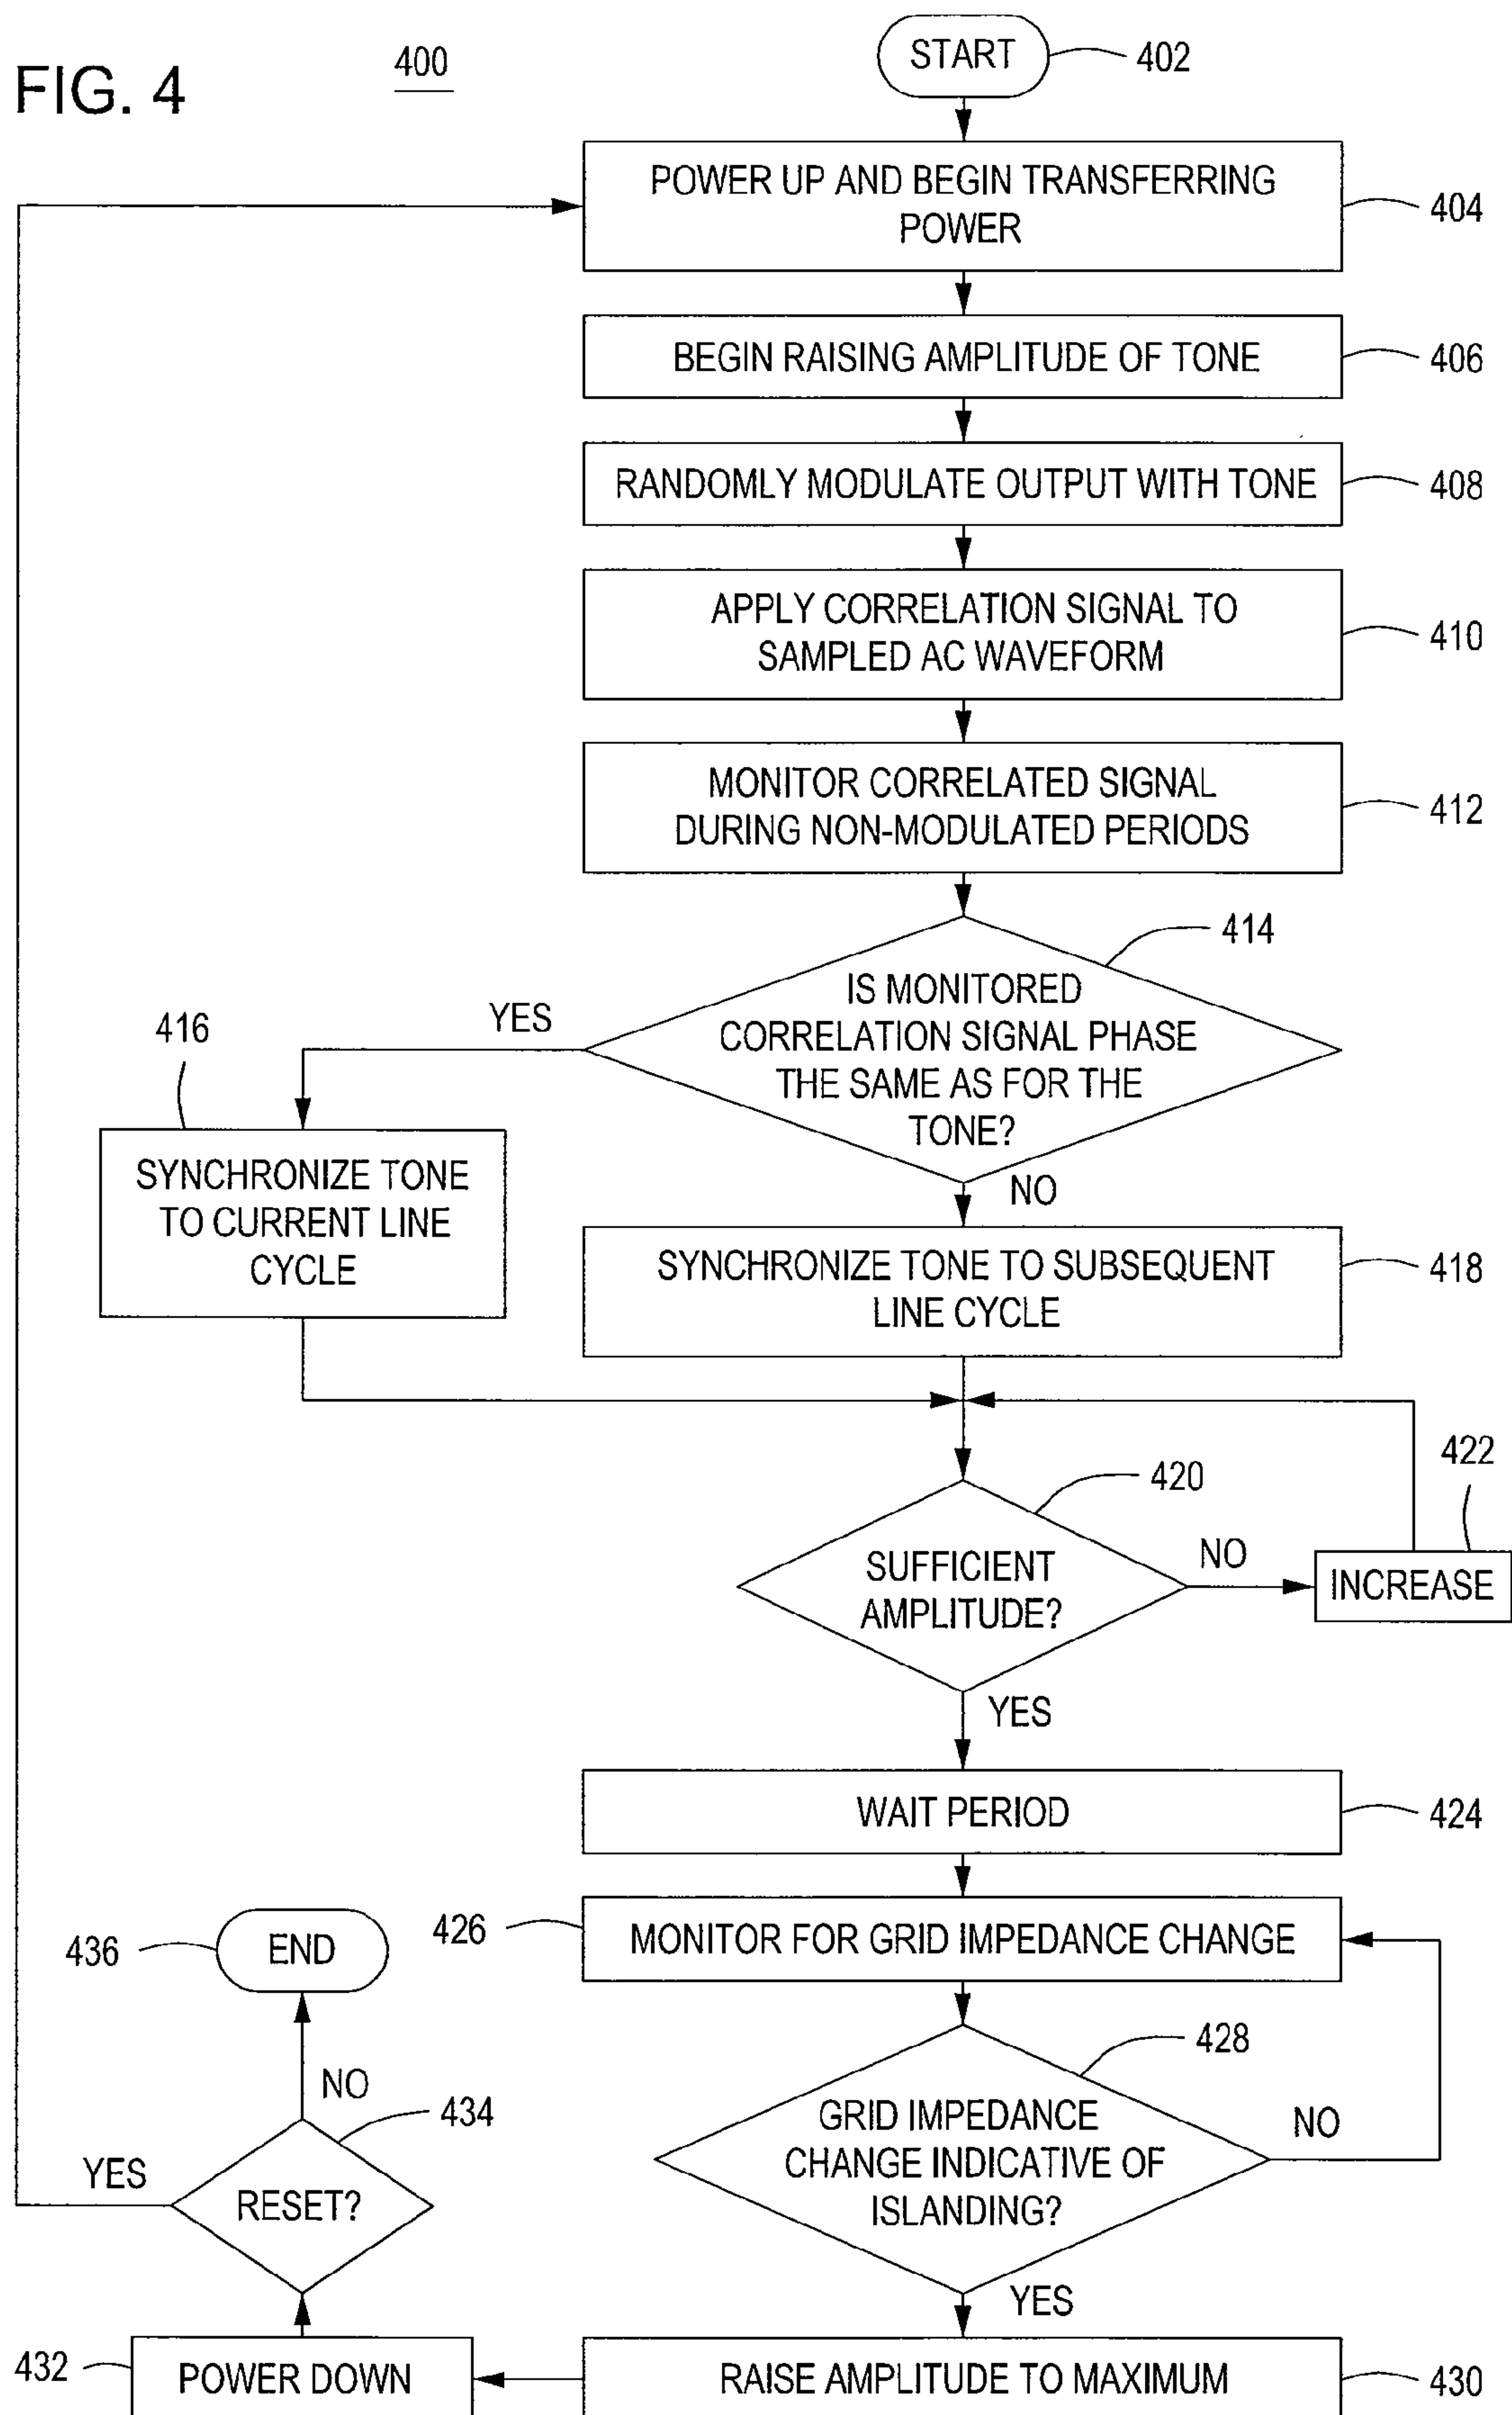 FIG. 4
400
START
402
POWER UP AND BEGIN TRANSFERRING
POWER
404
BEGIN RAISING AMPLITUDE OF TONE
406
RANDOMLY MODULATE OUTPUT WITH TONE
408
APPLY CORRELATION SIGNAL TO
SAMPLED AC WAVEFORM
410
MONITOR CORRELATED SIGNAL
DURING NON-MODULATED PERIODS
412
414
IS MONITORED
CORRELATION SIGNAL PHASE
THE SAME AS FOR THE
TONE?
YES
416
SYNCHRONIZE TONE
TO CURRENT LINE
CYCLE
NO
SYNCHRONIZE TONE TO SUBSEQUENT
LINE CYCLE
418
420
SUFFICIENT
AMPLITUDE?
NO
422
INCREASE
YES
WAIT PERIOD
424
426
MONITOR FOR GRID IMPEDANCE CHANGE
428
GRID IMPEDANCE
CHANGE INDICATIVE OF
ISLANDING?
NO
YES
RAISE AMPLITUDE TO MAXIMUM
430
432
POWER DOWN
434
RESET?
YES
NO
436
END